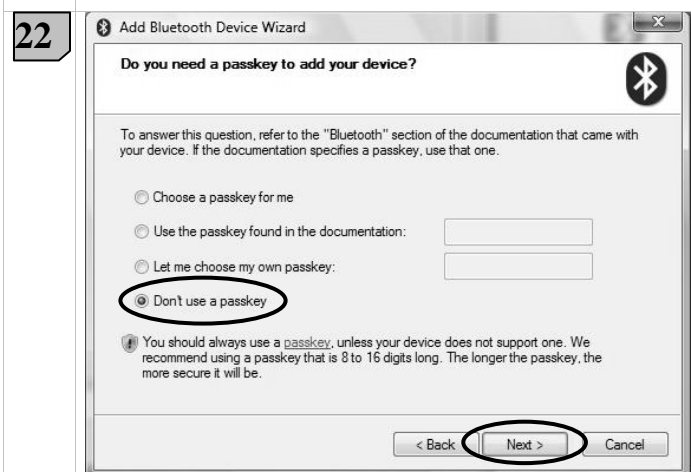 22
Add Bluetooth Device Wizard
Do you need a passkey to add your device?
To answer this question, refer to the "Bluetooth" section of the documentation that came with
your device. If the documentation specifies a passkey, use that one.
Choose a passkey for me
Use the passkey found in the documentation:
Let me choose my own passkey:
Don't use a passkey
You should always use a passkey, unless your device does not support one. We
recommend using a passkey that is 8 to 16 digits long. The longer the passkey, the
more secure it will be.
< Back Next > Cancel